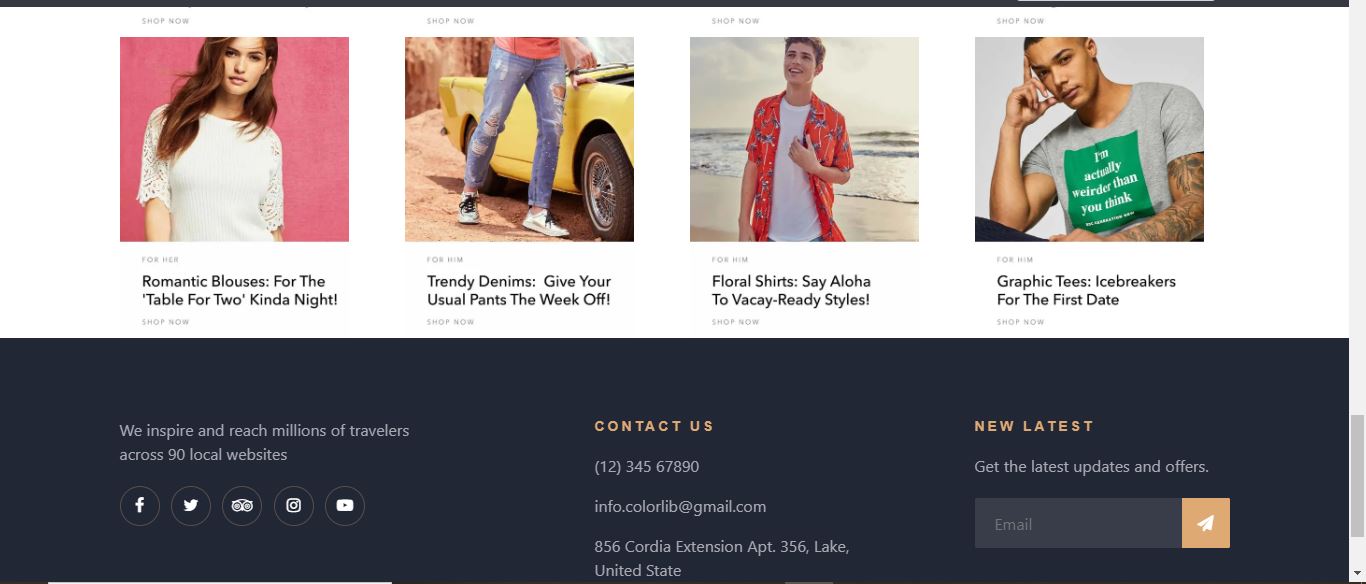 SHOP NOW
SHOP NOW
SHOP NOW
SHOP NOW
I'm
actually
weirder than
you think
FOR HER
Romantic Blouses: For The
'Table For Two' Kinda Night!
SHOP NOW
FOR HIM
Trendy Denims: Give Your
Usual Pants The Week Off!
SHOP NOW
FOR HIM
Floral Shirts: Say Aloha
To Vacay-Ready Styles!
SHOP NOW
FOR HIM
Graphic Tees: Icebreakers
For The First Date
SHOP NOW
We inspire and reach millions of travelers
across 90 local websites
CONTACT US
(12) 345 67890
info.colorlib@gmail.com
856 Cordia Extension Apt. 356, Lake,
United State
NEW LATEST
Get the latest updates and offers.
Email